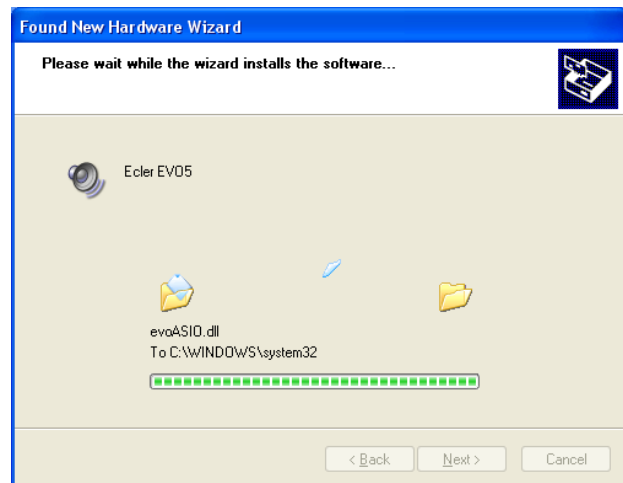 Found New Hardware Wizard
Please wait while the wizard installs the software...
Ecler EVO5
evoASIO.dll
To C:\WINDOWS\system32
< Back
Next >
Cancel